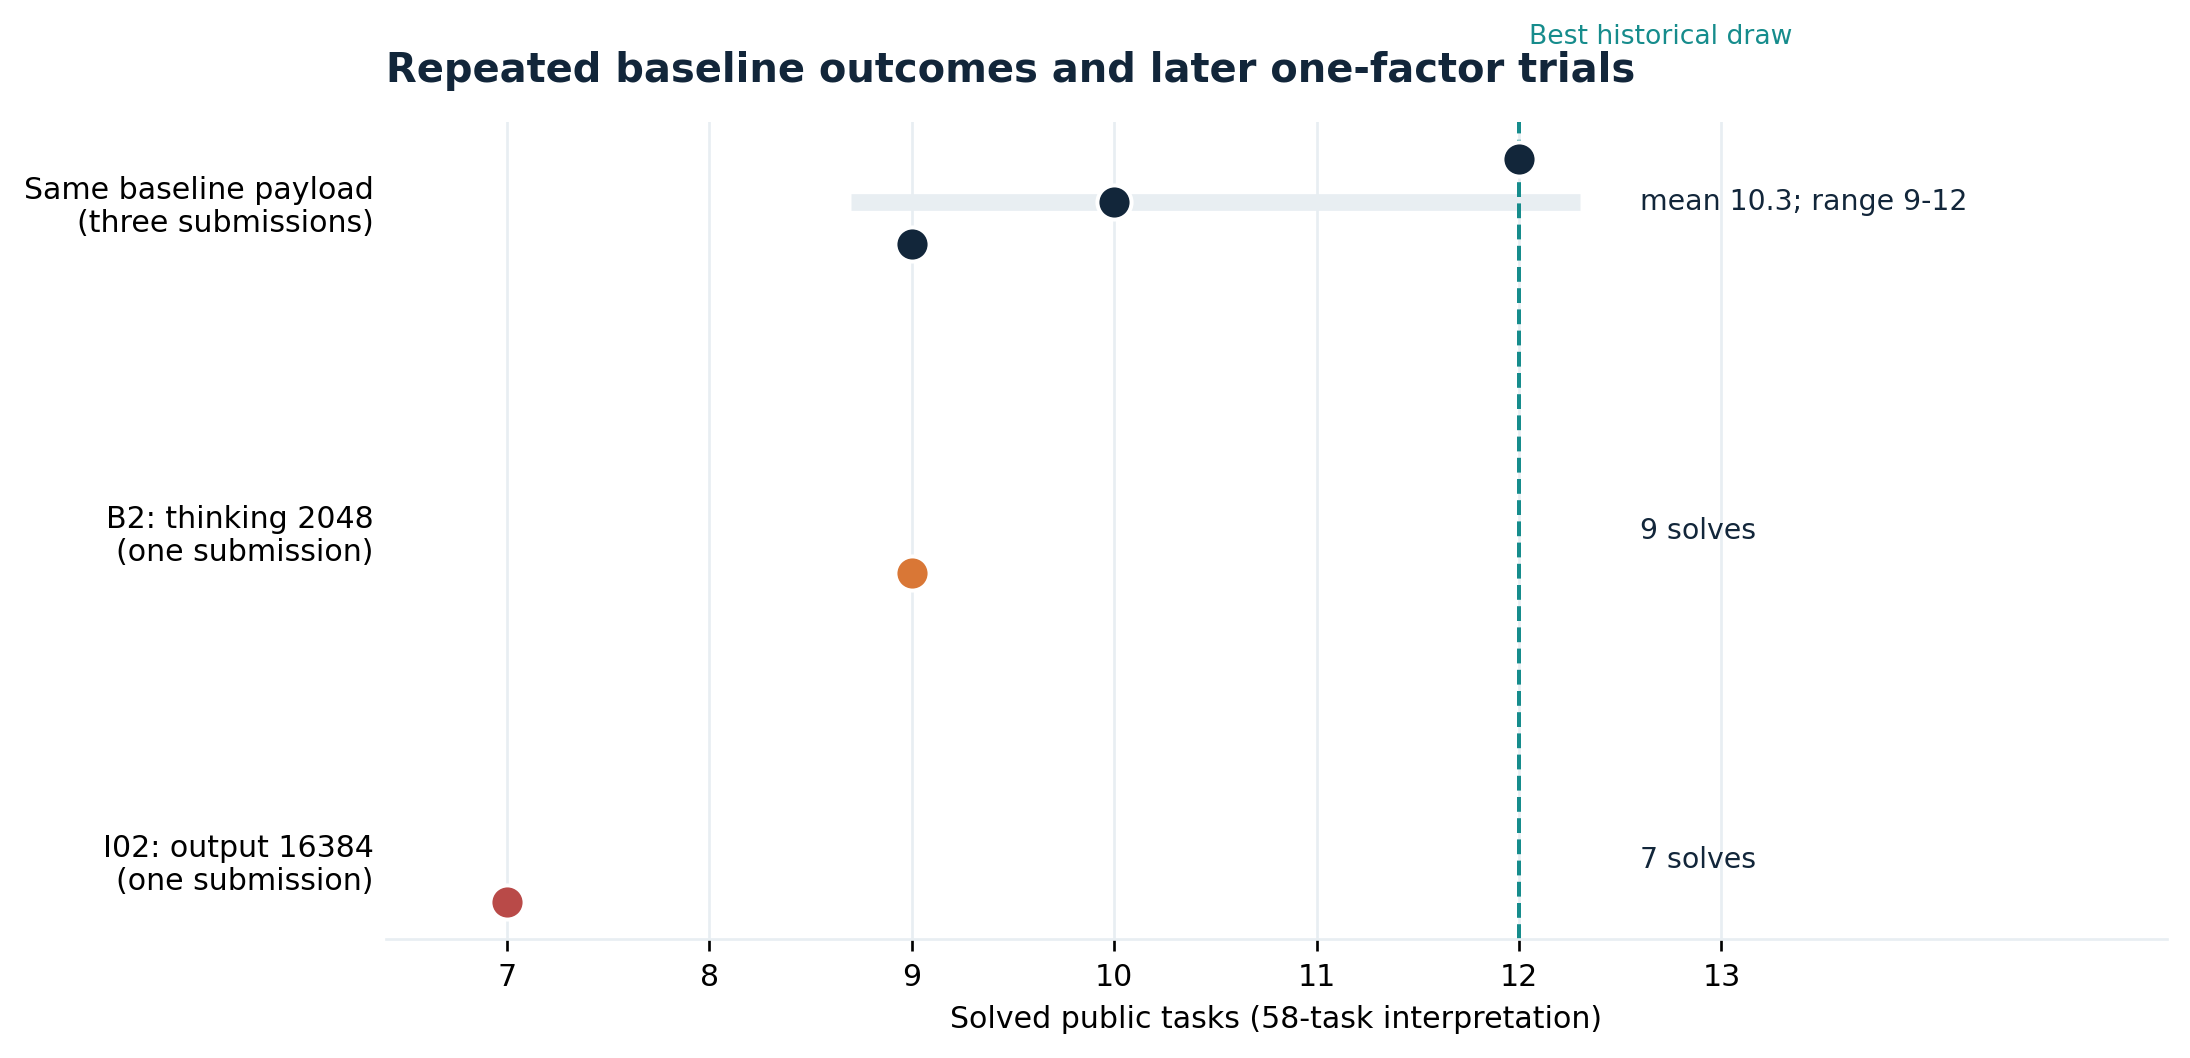 Best historical draw
Repeated baseline outcomes and later one-factor trials
Same baseline payload
(three submissions)
mean 10.3; range 9-12
B2: thinking 2048
(one submission)
9 solves
I02: output 16384
(one submission)
7 solves
7 8 9 10 11 12 13
Solved public tasks (58-task interpretation)